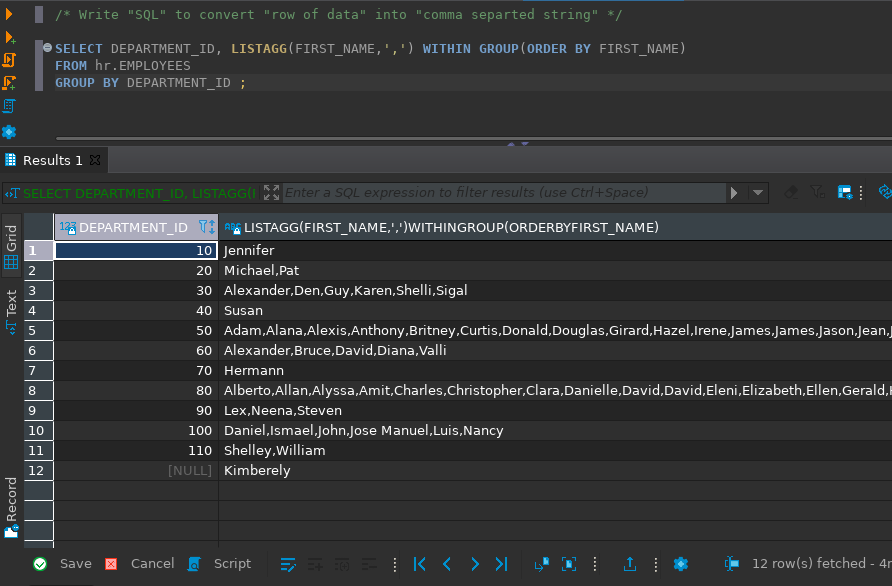 /* Write "SQL" to convert "row of data" into "comma separted string" */
SELECT DEPARTMENT_ID, LISTAGG(FIRST_NAME,',') WITHIN GROUP(ORDER BY FIRST_NAME)
FROM hr.EMPLOYEES
GROUP BY DEPARTMENT_ID ;
Results 1
SELECT DEPARTMENT_ID, LISTAGG( Enter a SQL expression to filter results (use Ctrl+Space)
Grid
Text
Record
123 DEPARTMENT_ID ABC LISTAGG(FIRST_NAME,',')WITHINGROUP(ORDERBYFIRST_NAME)
1 10 Jennifer
2 20 Michael,Pat
3 30 Alexander,Den,Guy,Karen,Shelli,Sigal
4 40 Susan
5 50 Adam,Alana,Alexis,Anthony,Britney,Curtis,Donald,Douglas,Girard,Hazel,Irene,James,James,Jason,Jean,
6 60 Alexander,Bruce,David,Diana,Valli
7 70 Hermann
8 80 Alberto,Allan,Alyssa,Amit,Charles,Christopher,Clara,Danielle,David,David,Eleni,Elizabeth,Ellen,Gerald,
9 90 Lex,Neena,Steven
10 100 Daniel,Ismael,John,Jose Manuel,Luis,Nancy
11 110 Shelley,William
12 [NULL] Kimberely
Save Cancel Script 12 row(s) fetched - 4